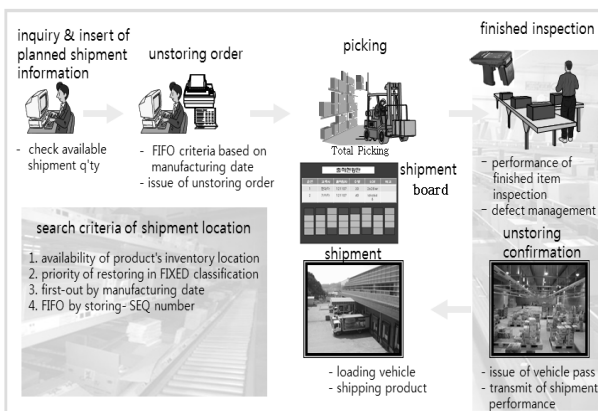 inquiry & insert of
planned shipment
information
- check available
shipment q'ty
unstoring order
- FIFO criteria based on
manufacturing date
- issue of unstoring order
picking
Total Picking
shipment
board
finished inspection
- performance of
finished item
inspection
- defect management
unstoring
confirmation
- issue of vehicle pass
- transmit of shipment
performance
shipment
- loading vehicle
- shipping product
search criteria of shipment location
1. availability of product's inventory location
2. priority of restoring in FIXED classification
3. first-out by manufacturing date
4. FIFO by storing- SEQ number